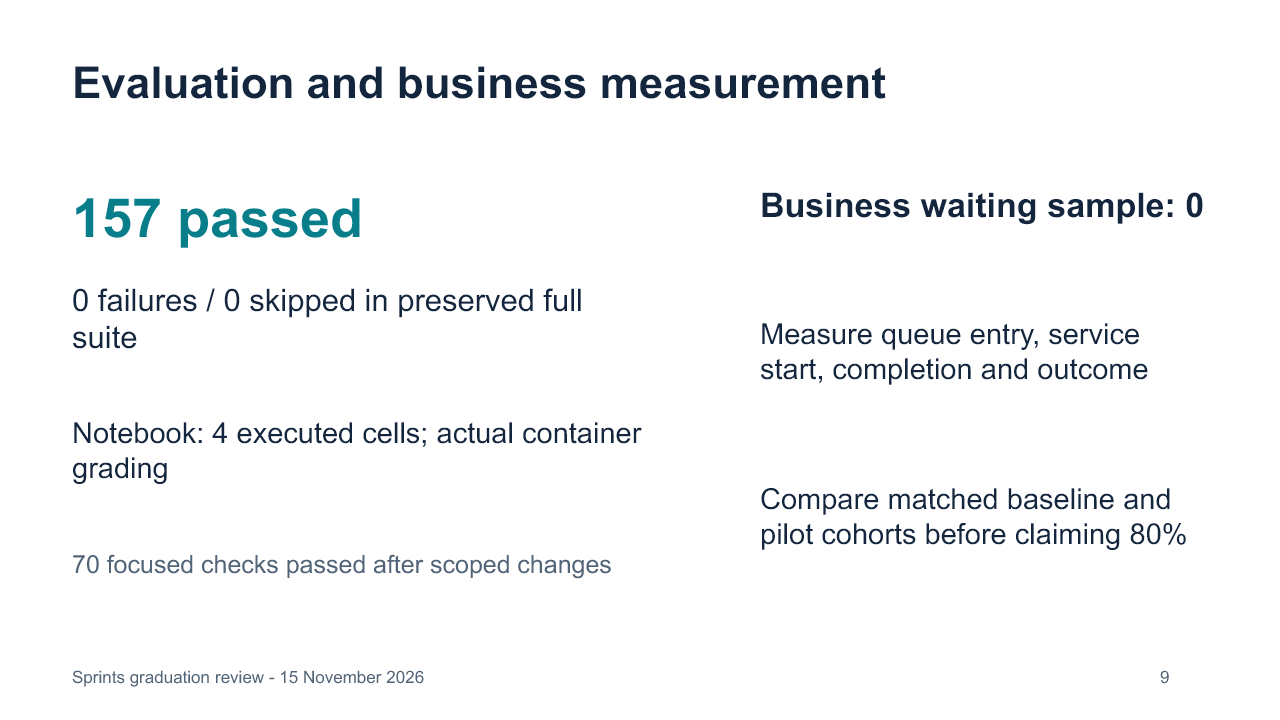 Evaluation and business measurement
157 passed
0 failures / 0 skipped in preserved full
suite
Notebook: 4 executed cells; actual container
grading
70 focused checks passed after scoped changes
Business waiting sample: 0
Measure queue entry, service
start, completion and outcome
Compare matched baseline and
pilot cohorts before claiming 80%
Sprints graduation review - 15 November 2026
9